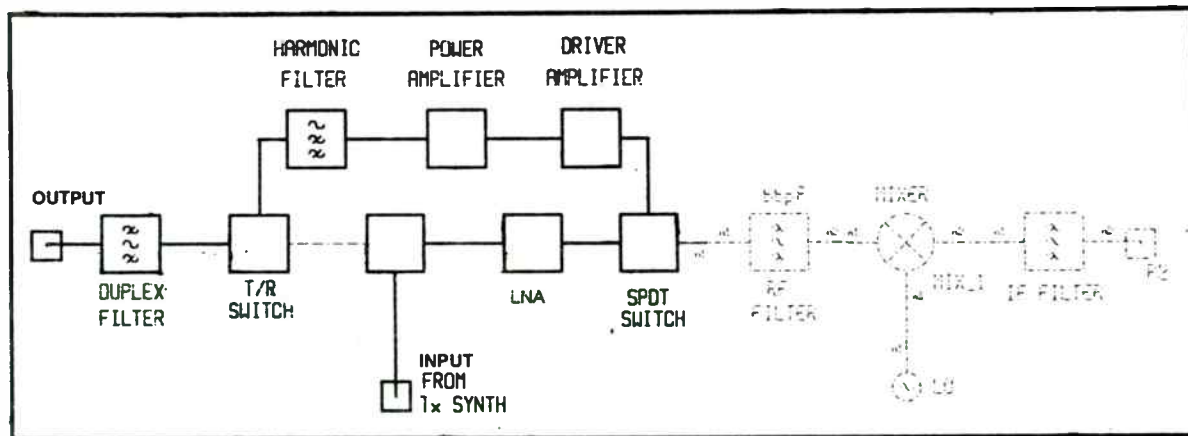 HARMONIC
FILTER
POWER
AMPLIFIER
DRIVER
AMPLIFIER
OUTPUT
DUPLEX
FILTER
T/R
SWITCH
LNA
SPDT
SWITCH
INPUT
FROM
1x SYNTH
MIXER
RF
FILTER
IF FILTER
LO